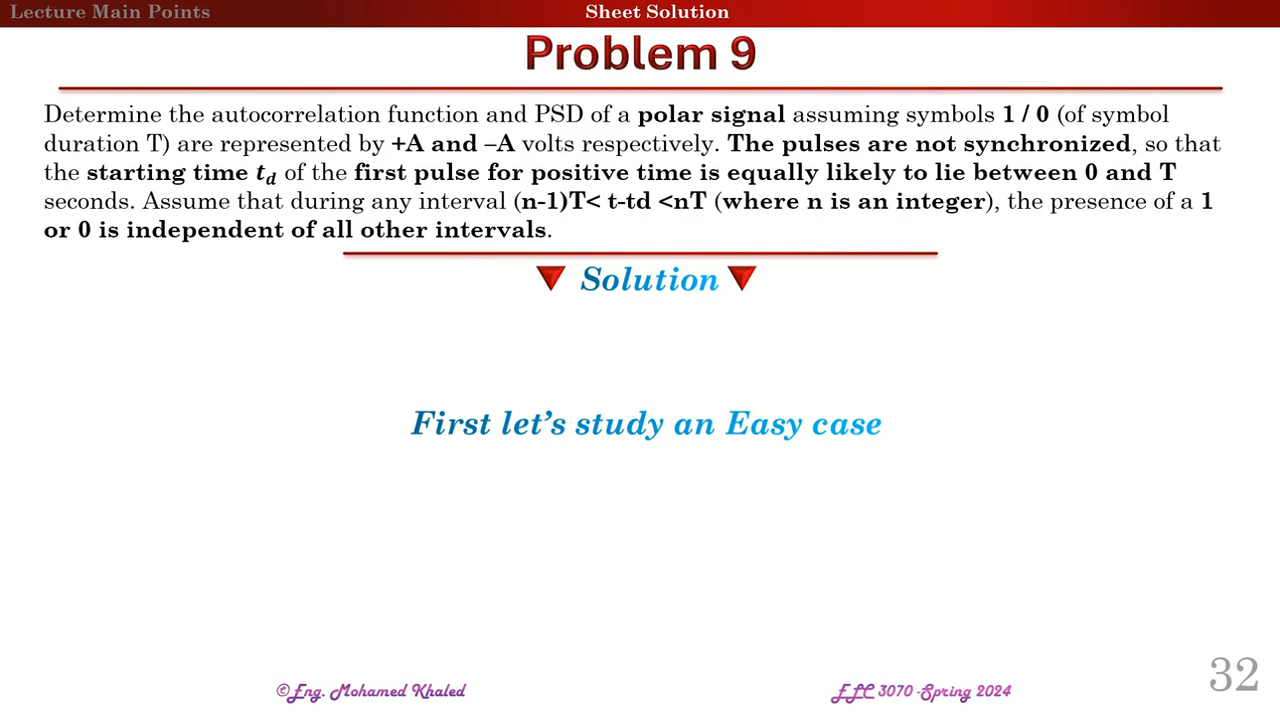 Lecture Main Points
Sheet Solution
Problem 9
Determine the autocorrelation function and PSD of a polar signal assuming symbols 1 / 0 (of symbol
duration T) are represented by +A and –A volts respectively. The pulses are not synchronized, so that
the starting time t_d of the first pulse for positive time is equally likely to lie between 0 and T
seconds. Assume that during any interval (n-1)T< t-td <nT (where n is an integer), the presence of a 1
or 0 is independent of all other intervals.
Solution
First let's study an Easy case
©Eng. Mohamed Khaled
ELC 3070 -Spring 2024
32